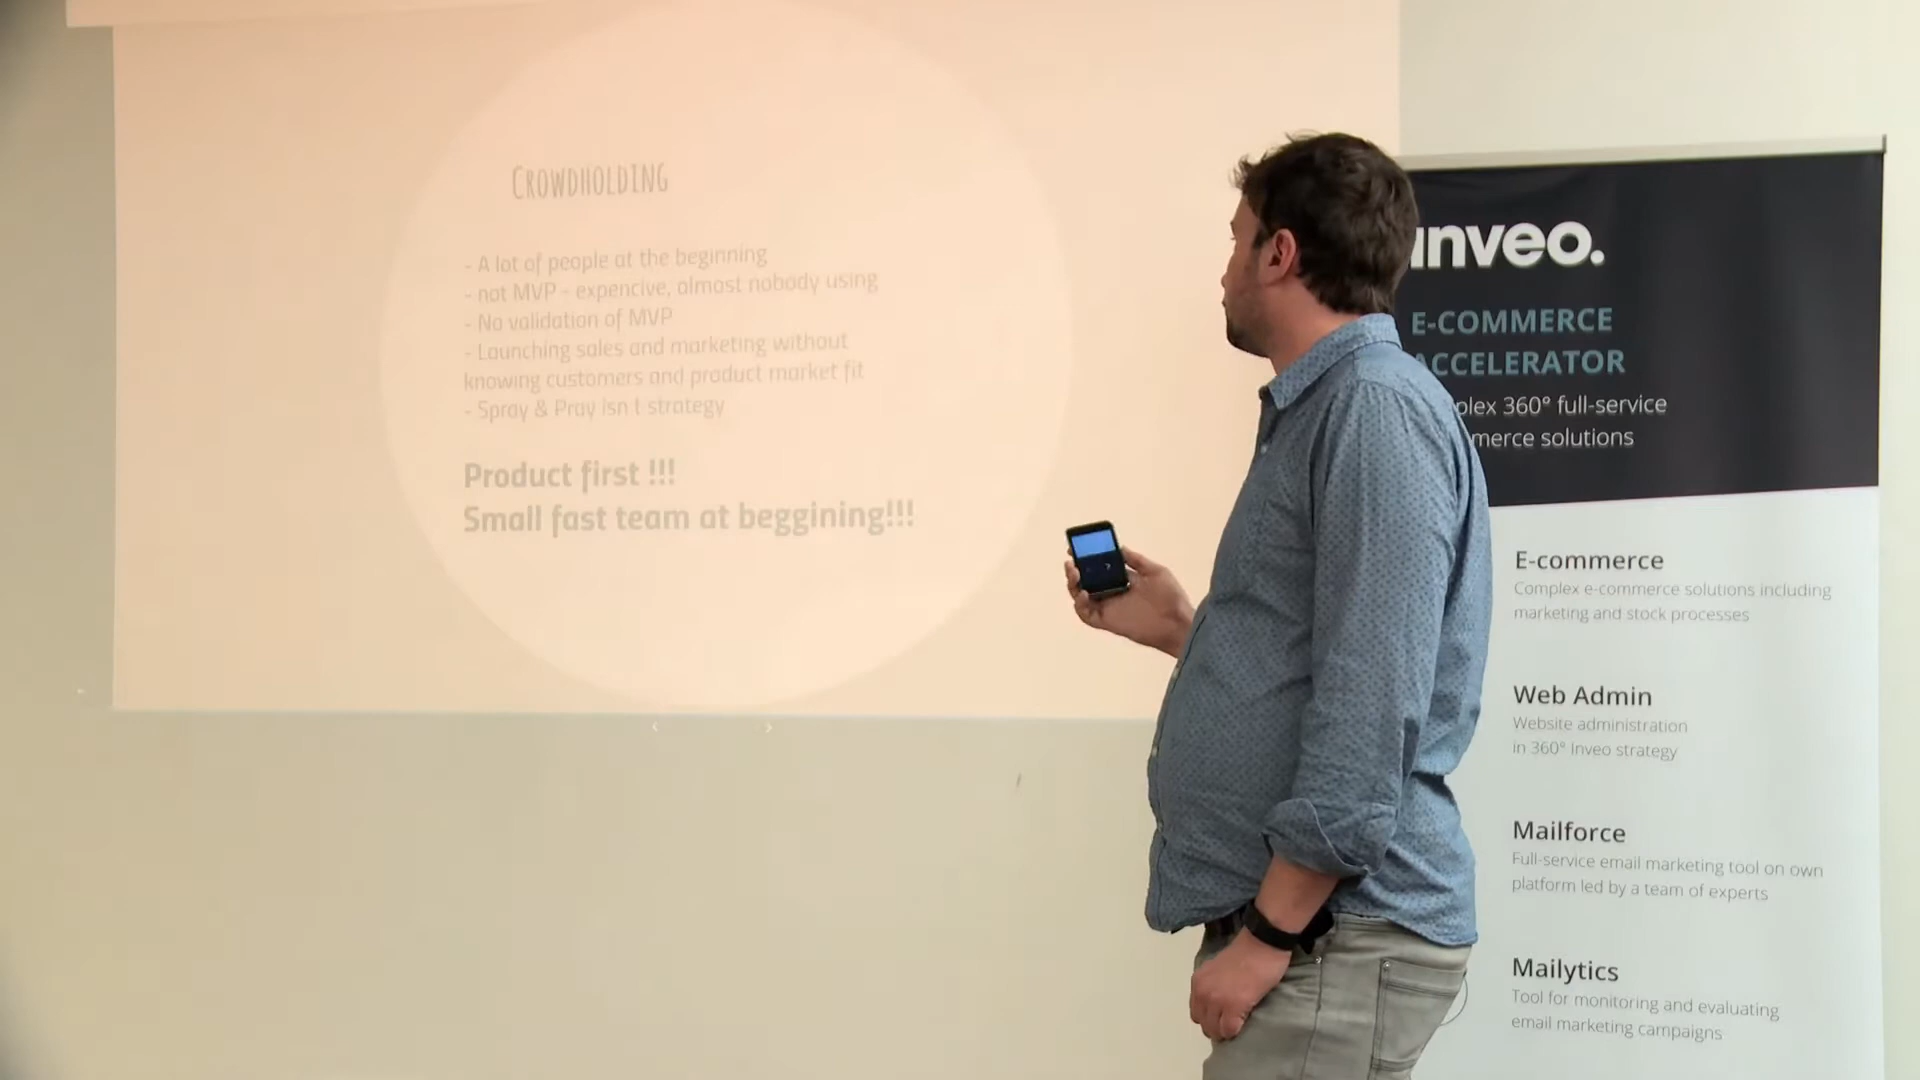 CROWDHOLDING
- A lot of people at the beginning
- not MVP - expencive, almost nobody using
- No validation of MVP
- Launching sales and marketing without
knowing customers and product market fit
- Spray & Pray isn t strategy
Product first !!!
Small fast team at beggining!!!
inveo.
E-COMMERCE
ACCELERATOR
360° full-service
solutions
E-commerce
Complex e-commerce solutions including
marketing and stock processes
Web Admin
Website administration
in 360° Inveo strategy
Mailforce
Full-service email marketing tool on own
platform led by a team of experts
Mailytics
Tool for monitoring and evaluating
email marketing campaigns